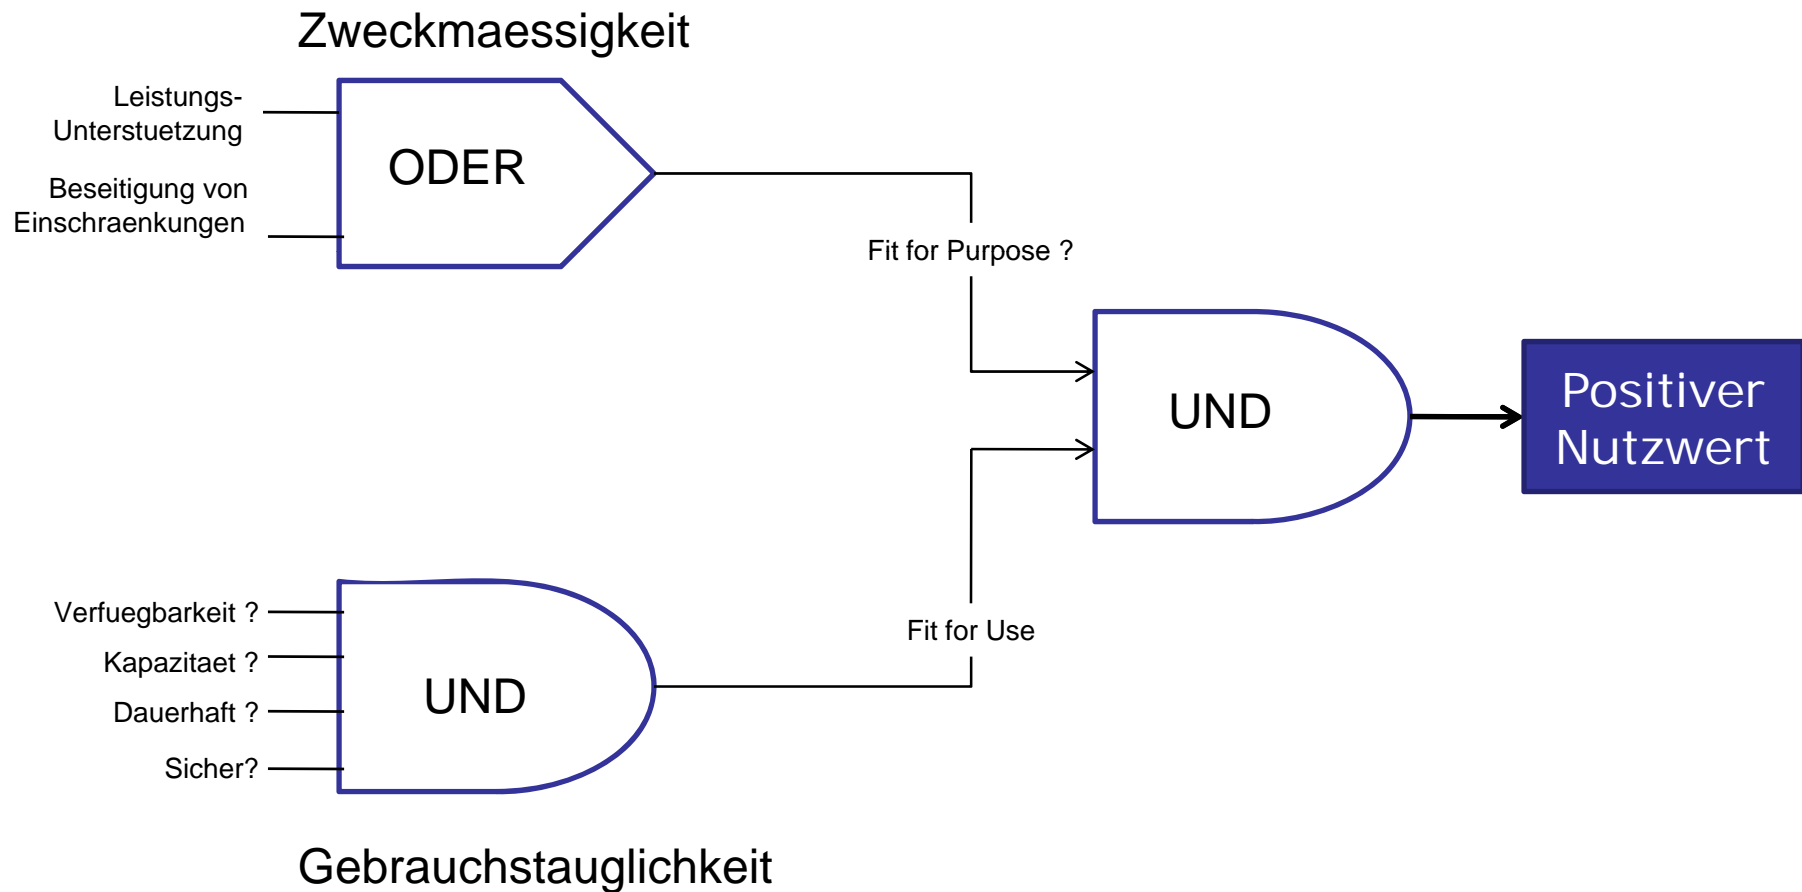 Zweckmaessigkeit
Leistungs-
Unterstuetzung
ODER
Beseitigung von
Einschraenkungen
Fit for Purpose ?
UND
Positiver
Nutzwert
Verfuegbarkeit ?
Kapazitaet ?
Dauerhaft ?
Sicher?
UND
Fit for Use
Gebrauchstauglichkeit